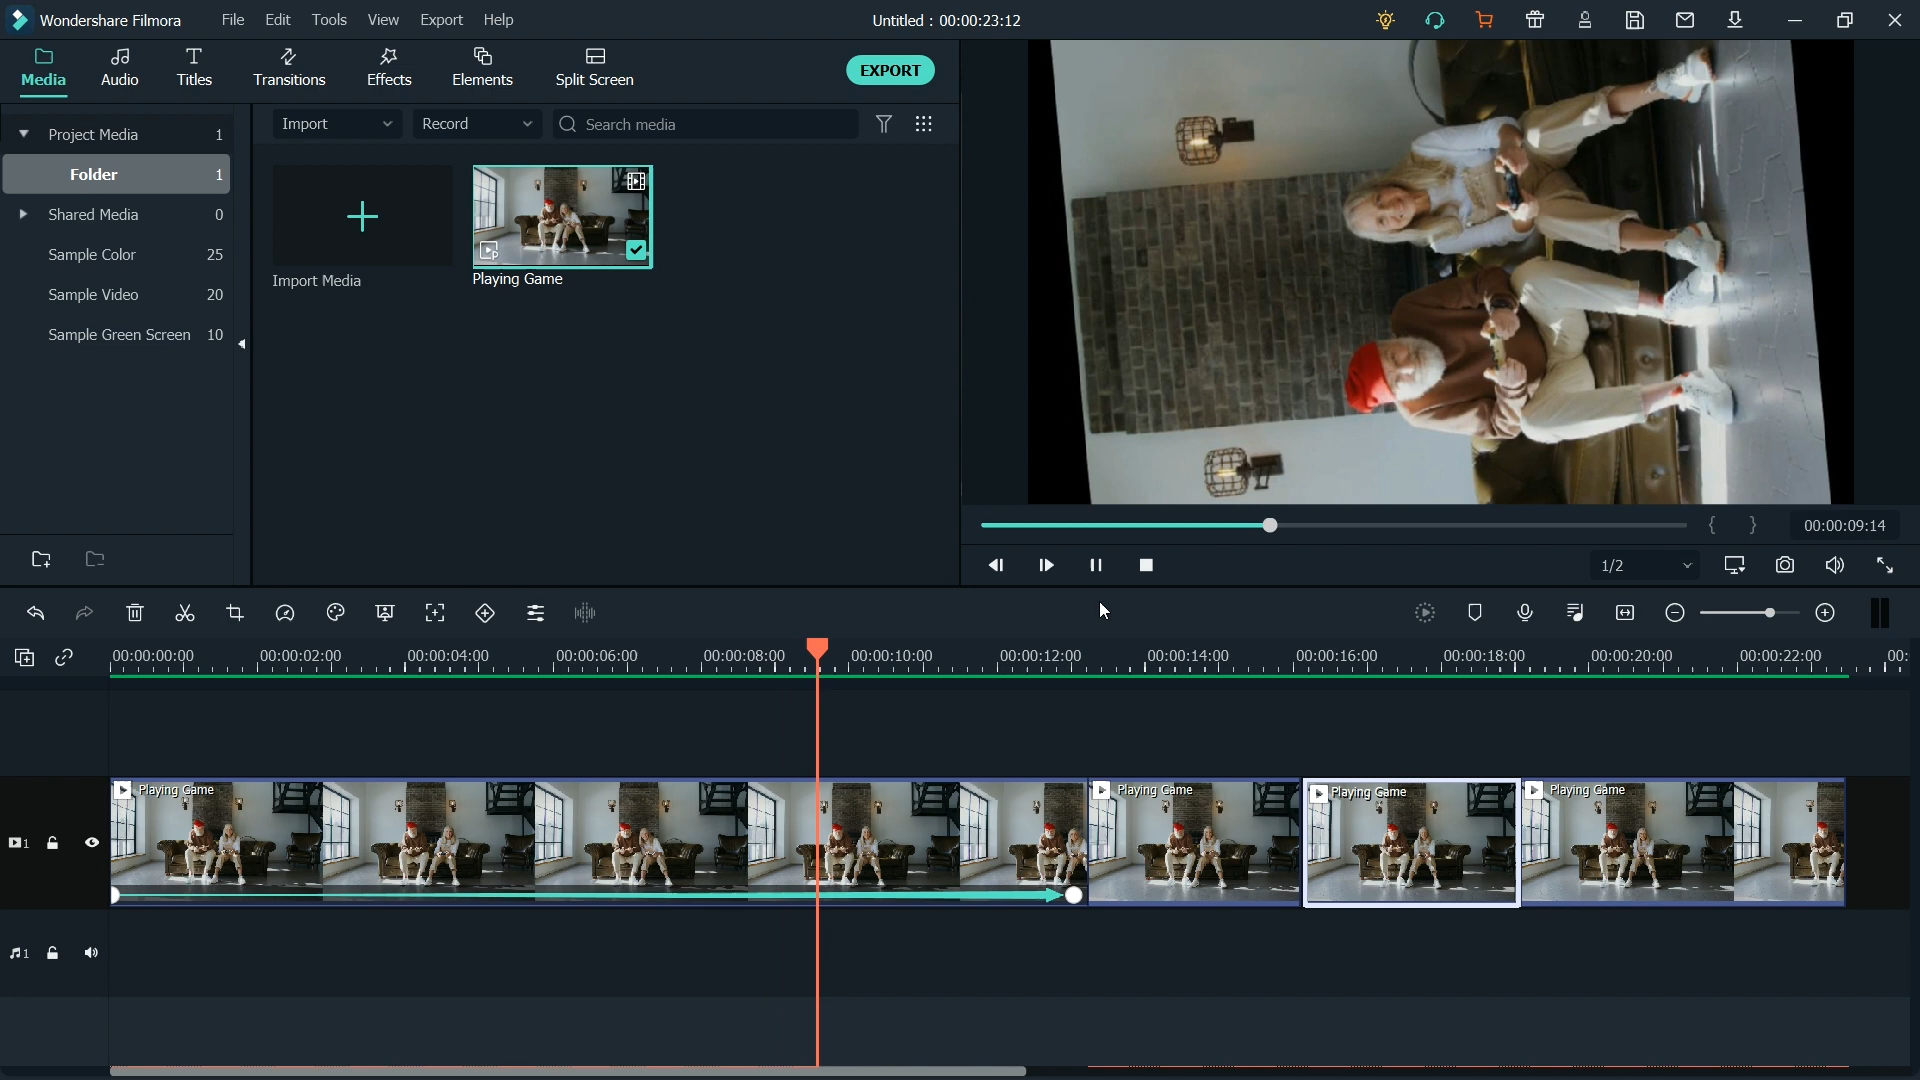 Wondershare Filmora
File Edit Tools View Export Help
Untitled : 00:00:23:12
Media Audio Titles Transitions Effects Elements Split Screen
EXPORT
Project Media 1
Folder 1
Shared Media 0
Sample Color 25
Sample Video 20
Sample Green Screen 10
Import Record Search media
Import Media
Playing Game
{ } 00:00:09:14
1/2
00:00:00:00 00:00:02:00 00:00:04:00 00:00:06:00 00:00:08:00 00:00:10:00 00:00:12:00 00:00:14:00 00:00:16:00 00:00:18:00 00:00:20:00 00:00:22:00 00:
Playing Game Playing Game Playing Game Playing Game
1
1